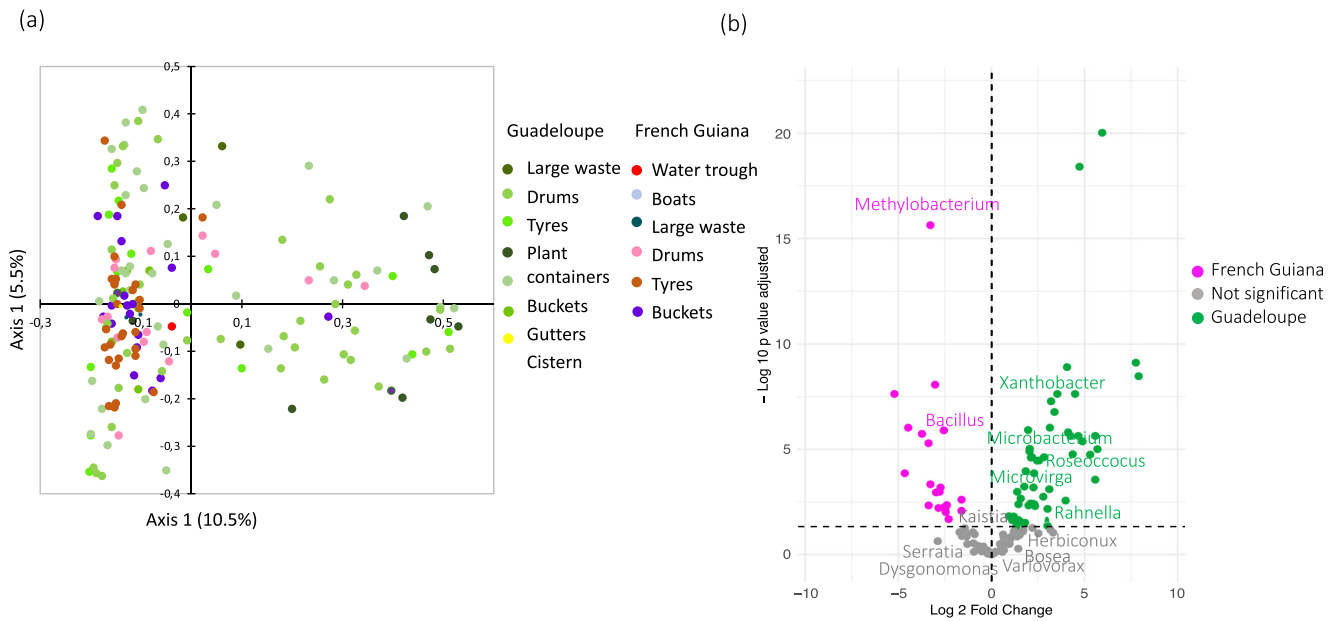 (a)
(b)
0,5
0,4
0,3
0,2
0,1
0
-0,3
0,1
0,1
0,3
0,5
-0,1
-0,2
-0,3
-0,4
Axis 1 (5.5%)
Axis 1 (10.5%)
Guadeloupe
Large waste
Drums
Tyres
Plant
containers
Buckets
Gutters
Cistern
French Guiana
Water trough
Boats
Large waste
Drums
Tyres
Buckets
20
15
10
5
0
− Log 10 p value adjusted
Methylobacterium
Xanthobacter
Bacillus
Microbacterium
Roseoccocus
Microvirga
Rahnella
Kaistia
Herbiconux
Serratia
Bosea
Dysgonomonas
Variovorax
−10
−5
0
5
10
Log 2 Fold Change
French Guiana
Not significant
Guadeloupe